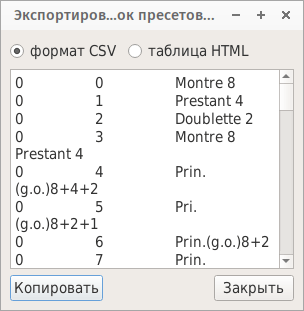 Экспортиров...ок пресетов...
формат CSV таблица HTML
0 0 Montre 8
0 1 Prestant 4
0 2 Doublette 2
0 3 Montre 8
Prestant 4
0 4 Prin.
(g.o.)8+4+2
0 5 Pri.
(g.o.)8+2+1
0 6 Prin.(g.o.)8+2
0 7 Prin.
Копировать Закрыть